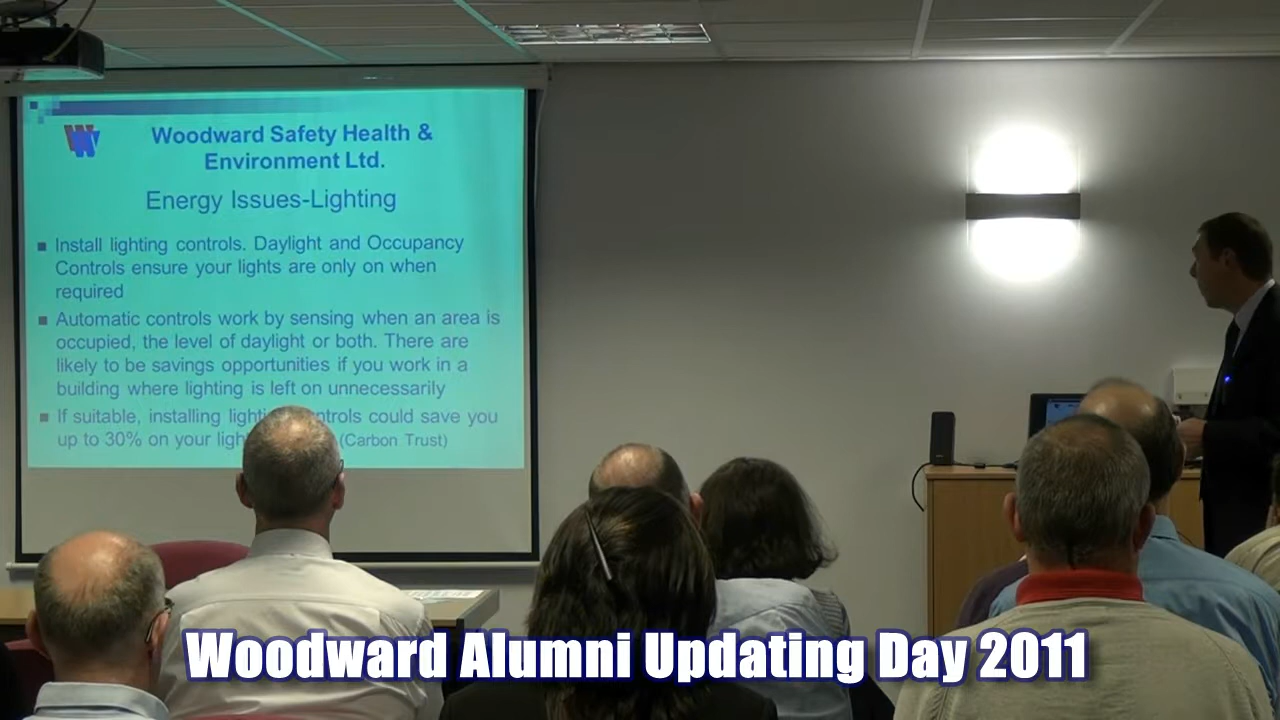 Woodward Safety Health &
Environment Ltd.
Energy Issues-Lighting
Install lighting controls. Daylight and Occupancy
Controls ensure your lights are only on when
required
Automatic controls work by sensing when an area is
occupied, the level of daylight or both. There are
likely to be savings opportunities if you work in a
building where lighting is left on unnecessarily
If suitable, installing could save you
up to 30% on your (Carbon Trust)
Woodward Alumni Updating Day 2011